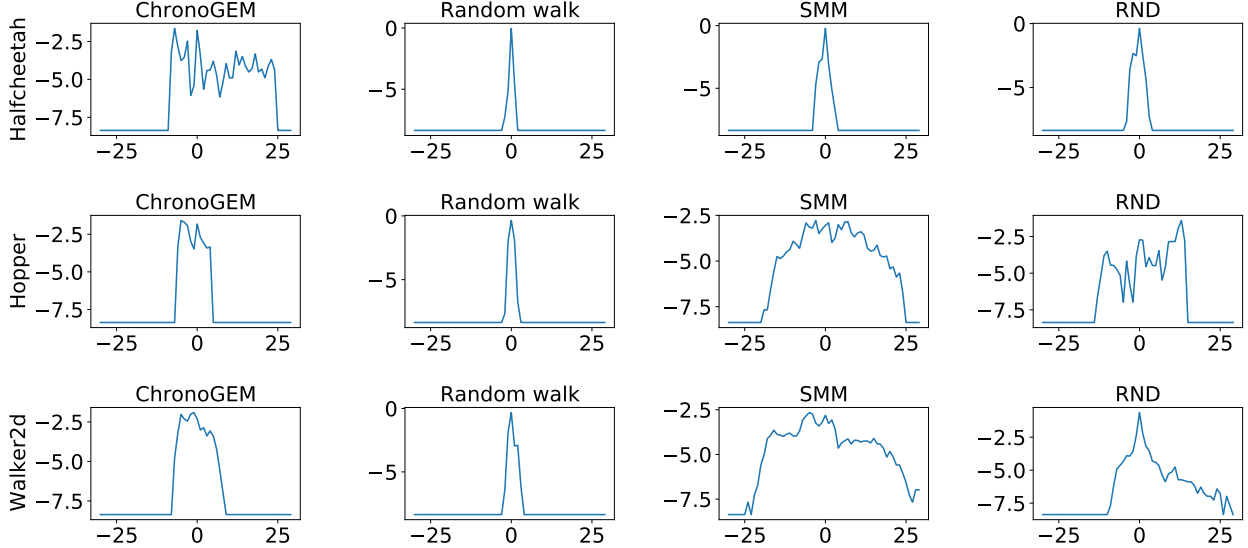 ChronoGEM Random walk SMM RND
Halfcheetah
−2.5 −5.0 −7.5 0 −5 0 −5 0 −5
−25 0 25 −25 0 25 −25 0 25 −25 0 25
ChronoGEM Random walk SMM RND
Hopper
−2.5 −5.0 −7.5 0 −5 −2.5 −5.0 −7.5 −2.5 −5.0 −7.5
−25 0 25 −25 0 25 −25 0 25 −25 0 25
ChronoGEM Random walk SMM RND
Walker2d
−2.5 −5.0 −7.5 0 −5 −2.5 −5.0 −7.5 −2.5 −5.0 −7.5
−25 0 25 −25 0 25 −25 0 25 −25 0 25